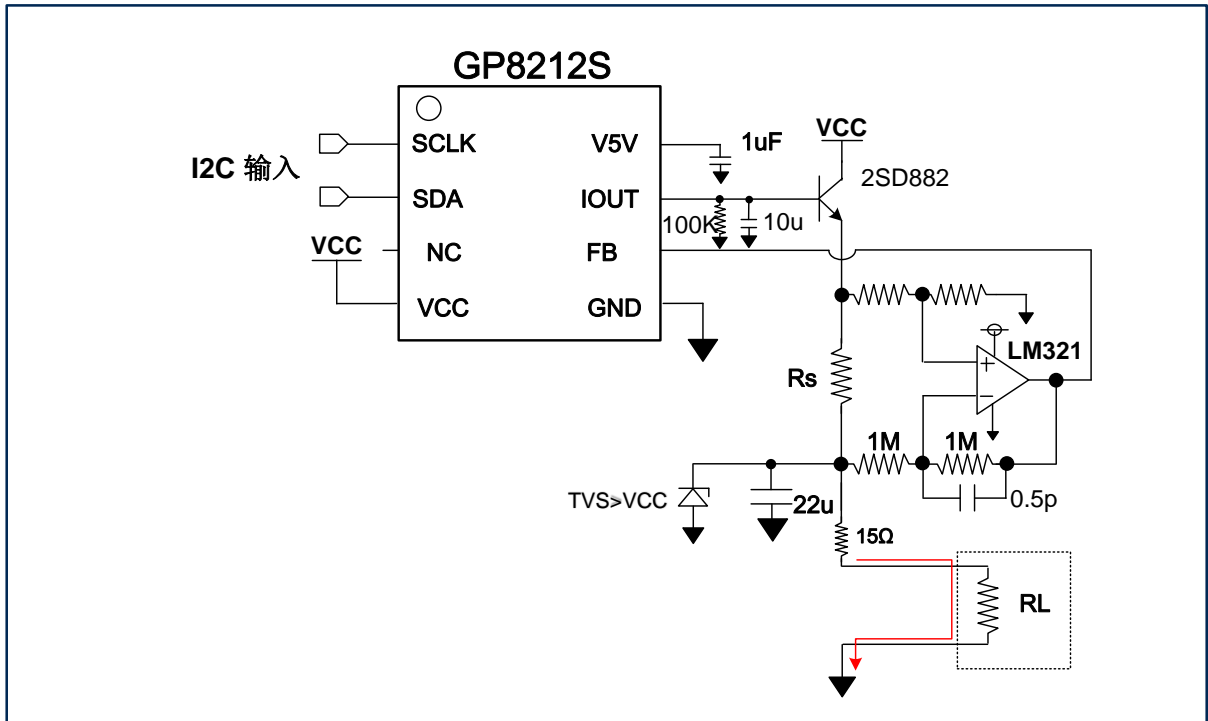 GP8212S
I2C 输入
SCLK
SDA
NC
VCC
V5V
IOUT
FB
GND
VCC
1uF
VCC
2SD882
100K
10u
LM321
+
−
Rs
1M
1M
0.5p
TVS>VCC
22u
15Ω
RL